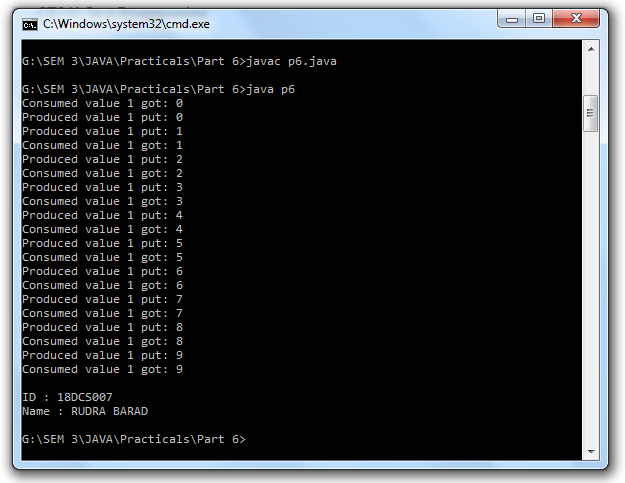 C:\Windows\system32\cmd.exe
G:\SEM 3\JAVA\Practicals\Part 6>javac p6.java
G:\SEM 3\JAVA\Practicals\Part 6>java p6
Consumed value 1 got: 0
Produced value 1 put: 0
Produced value 1 put: 1
Consumed value 1 got: 1
Produced value 1 put: 2
Consumed value 1 got: 2
Produced value 1 put: 3
Consumed value 1 got: 3
Produced value 1 put: 4
Consumed value 1 got: 4
Produced value 1 put: 5
Consumed value 1 got: 5
Produced value 1 put: 6
Consumed value 1 got: 6
Produced value 1 put: 7
Consumed value 1 got: 7
Produced value 1 put: 8
Consumed value 1 got: 8
Produced value 1 put: 9
Consumed value 1 got: 9
ID : 18DCS007
Name : RUDRA BARAD
G:\SEM 3\JAVA\Practicals\Part 6>